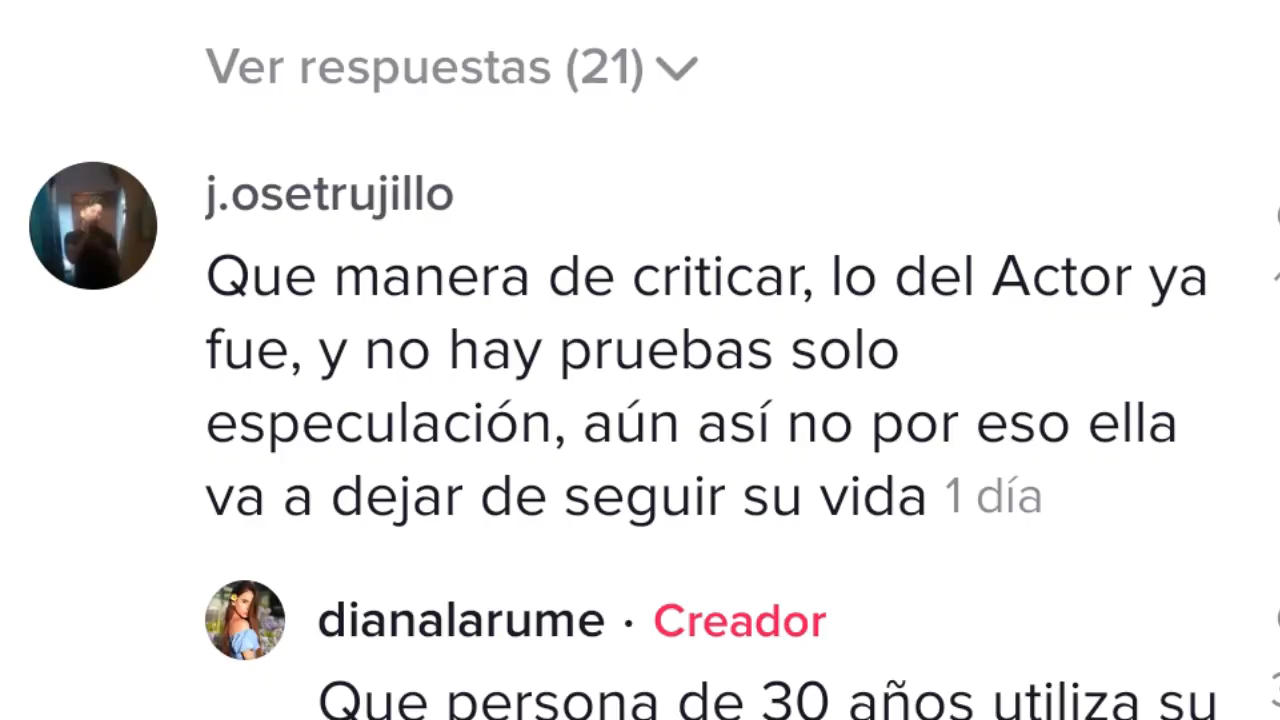 Ver respuestas (21)
j.osetrujillo
Que manera de criticar, lo del Actor ya
fue, y no hay pruebas solo
especulación, aún así no por eso ella
va a dejar de seguir su vida 1 día
dianalarume · Creador
Que persona de 30 años utiliza su